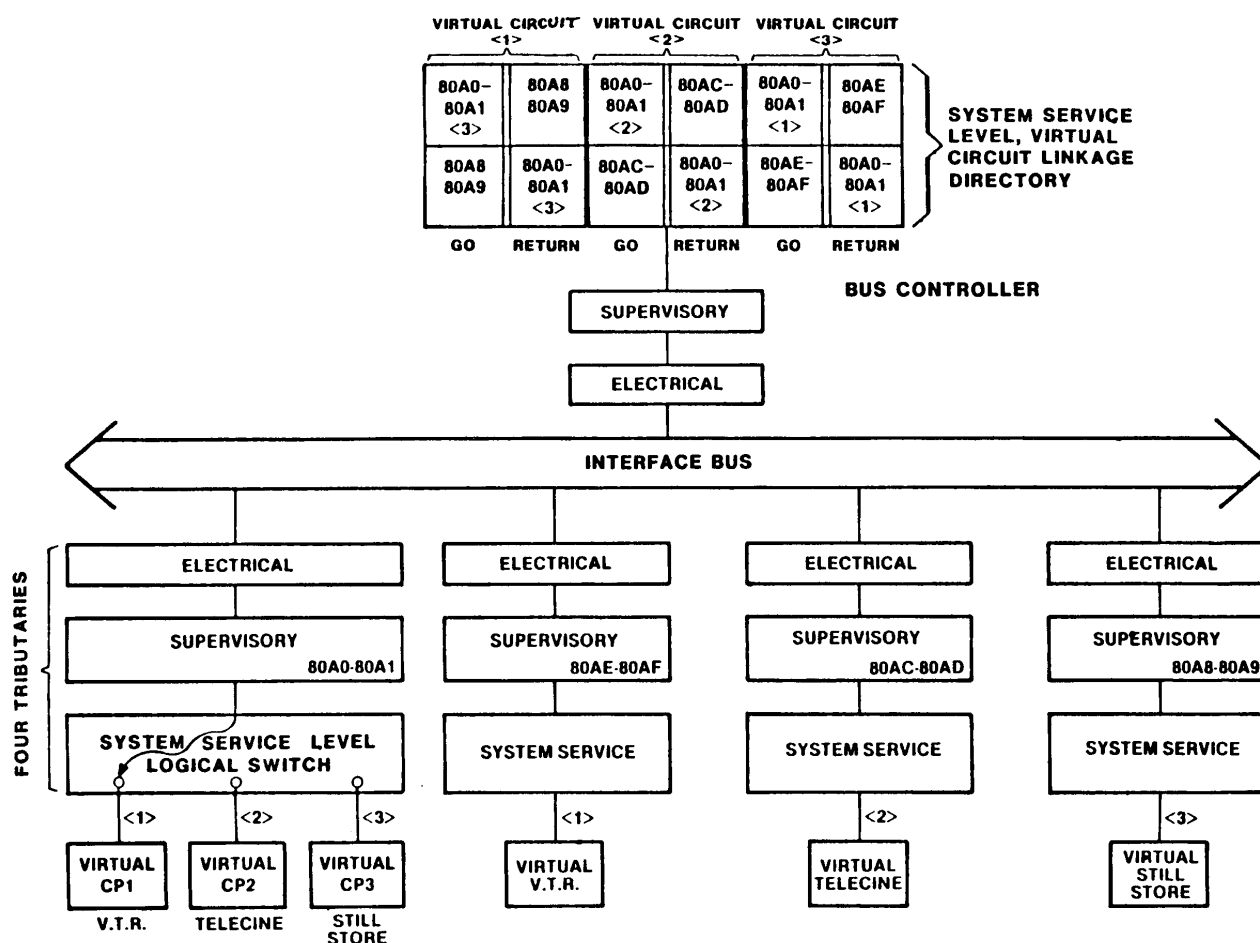 VIRTUAL CIRCUIT VIRTUAL CIRCUIT VIRTUAL CIRCUIT
<1> <2> <3>
80A0– 80A8 80A0– 80AC– 80A0– 80AE
80A1 80A9 80A1 80AD 80A1 80AF
<3> <2> <1>
80A8 80A0– 80AC– 80A0– 80AE– 80A0–
80A9 80A1 80AD 80A1 80AF 80A1
<3> <2> <1>
GO RETURN GO RETURN GO RETURN
SYSTEM SERVICE
LEVEL, VIRTUAL
CIRCUIT LINKAGE
DIRECTORY
BUS CONTROLLER
SUPERVISORY
ELECTRICAL
INTERFACE BUS
FOUR TRIBUTARIES
ELECTRICAL ELECTRICAL ELECTRICAL ELECTRICAL
SUPERVISORY SUPERVISORY SUPERVISORY SUPERVISORY
80A0-80A1 80AE-80AF 80AC-80AD 80A8-80A9
SYSTEM SERVICE LEVEL
LOGICAL SWITCH
SYSTEM SERVICE SYSTEM SERVICE SYSTEM SERVICE
<1> <2> <3> <1> <2> <3>
VIRTUAL
CP1
VIRTUAL
CP2
VIRTUAL
CP3
VIRTUAL
V.T.R.
VIRTUAL
TELECINE
VIRTUAL
STILL
STORE
V.T.R. TELECINE STILL
STORE